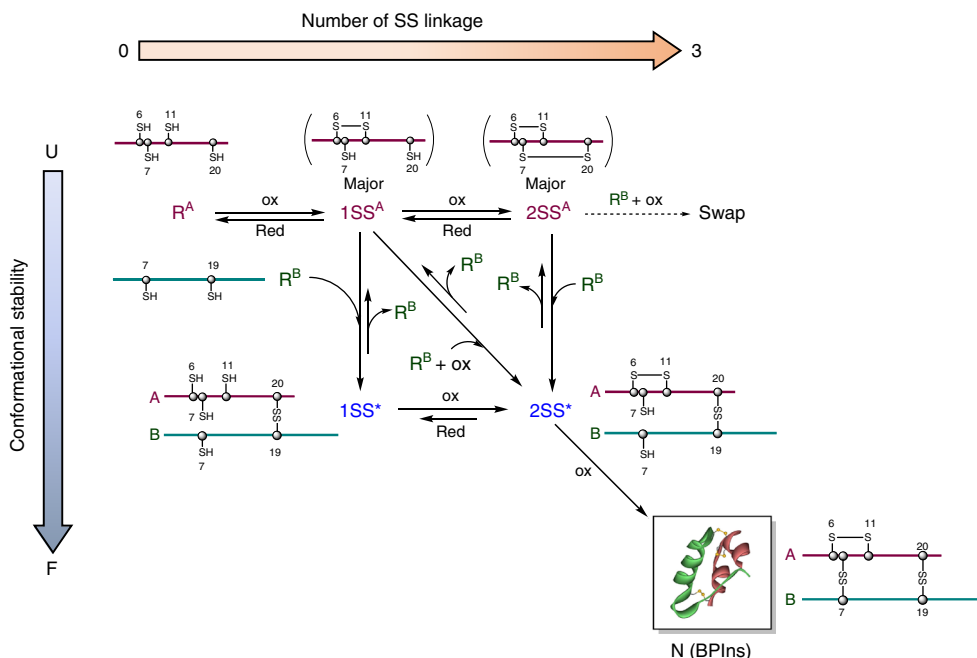 Number of SS linkage
0
3
U
Conformational stability
F
6 11
SH SH
SH SH
7 20
6 11
S S
SH SH
7 20
Major
6 11
S S
S S
7 20
Major
R^A
ox
Red
1SS^A
ox
Red
2SS^A
R^B + ox
Swap
7 19
SH SH
R^B
R^B
R^B
R^B + ox
R^B
R^B
6 11 20
SH SH
A
SH
SS
B
SH
7 19
1SS*
ox
Red
2SS*
6 11 20
S S
A
7 SH
SS
B
SH
7 19
ox
N (BPIns)
6 11 20
S S
A
SS SS
B
7 19